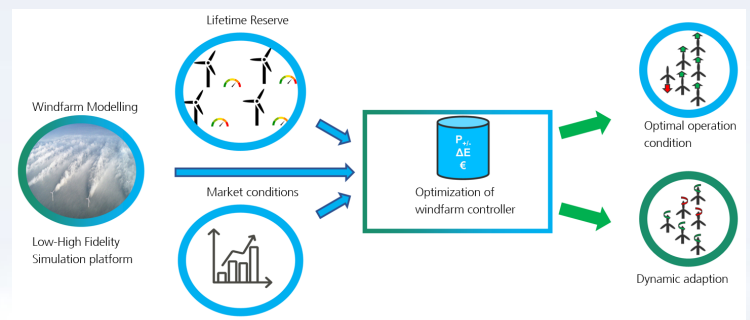 Lifetime Reserve
Windfarm Modelling
Low-High Fidelity
Simulation platform
Market conditions
P+/-
ΔE
€
Optimization of
windfarm controller
Optimal operation
condition
Dynamic adaption